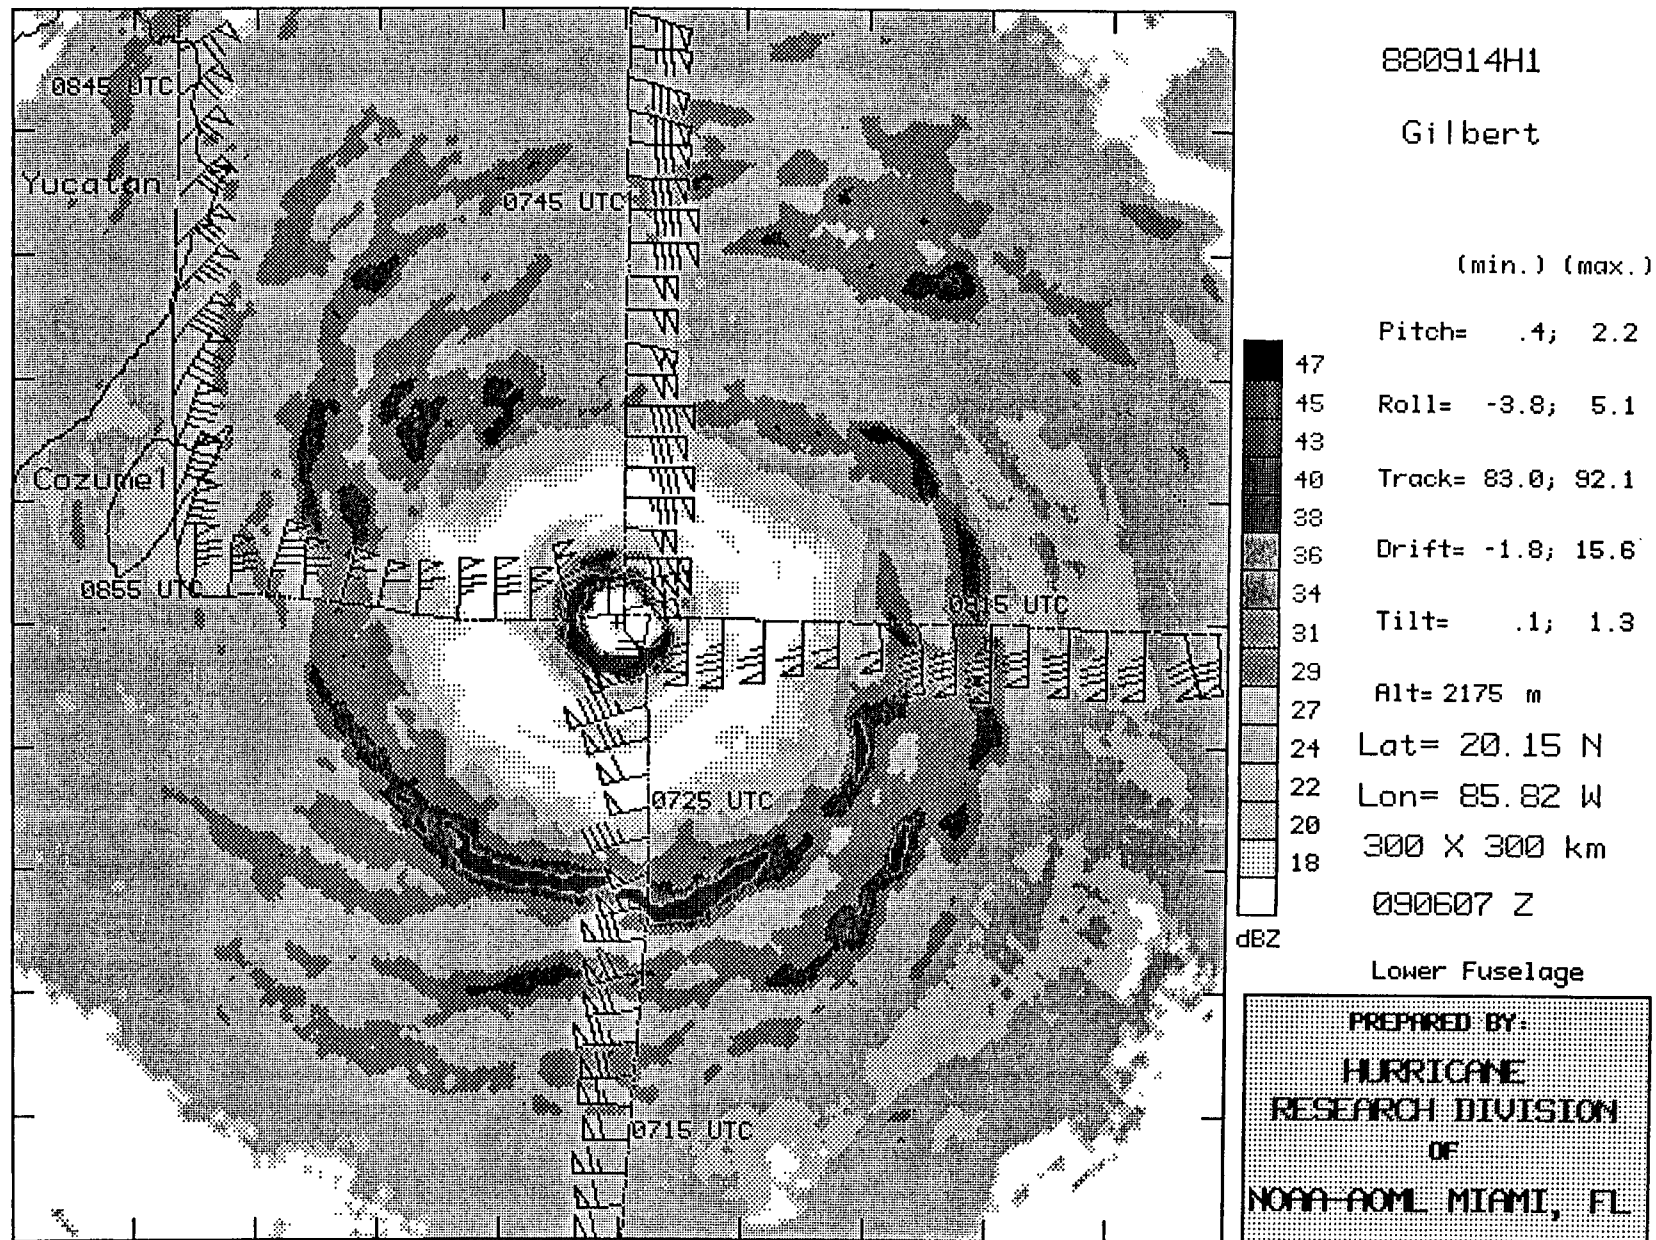 0845 UTC
Yucatan
0745 UTC
Cozumel
0855 UTC
0915 UTC
0725 UTC
0715 UTC
47
45
43
40
38
36
34
31
29
27
24
22
20
18
dBZ
880914H1
Gilbert
(min.) (max.)
Pitch= .4; 2.2
Roll= -3.8; 5.1
Track= 83.0; 92.1
Drift= -1.8; 15.6
Tilt= .1; 1.3
Alt= 2175 m
Lat= 20.15 N
Lon= 85.82 W
300 X 300 km
090607 Z
Lower Fuselage
PREPARED BY:
HURRICANE
RESEARCH DIVISION
OF
NOAA-AOML MIAMI, FL